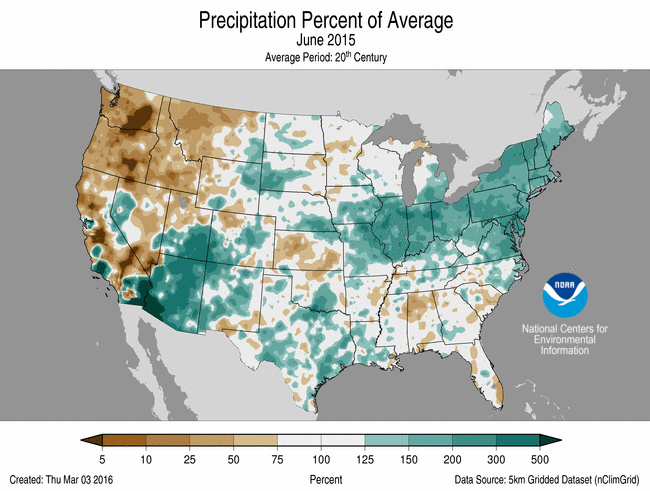 Precipitation Percent of Average
June 2015
Average Period: 20th Century
NOAA
National Centers for
Environmental
Information
5 10 25 50 75 100 125 150 200 300 500
Created: Thu Mar 03 2016 Percent Data Source: 5km Gridded Dataset (nClimGrid)